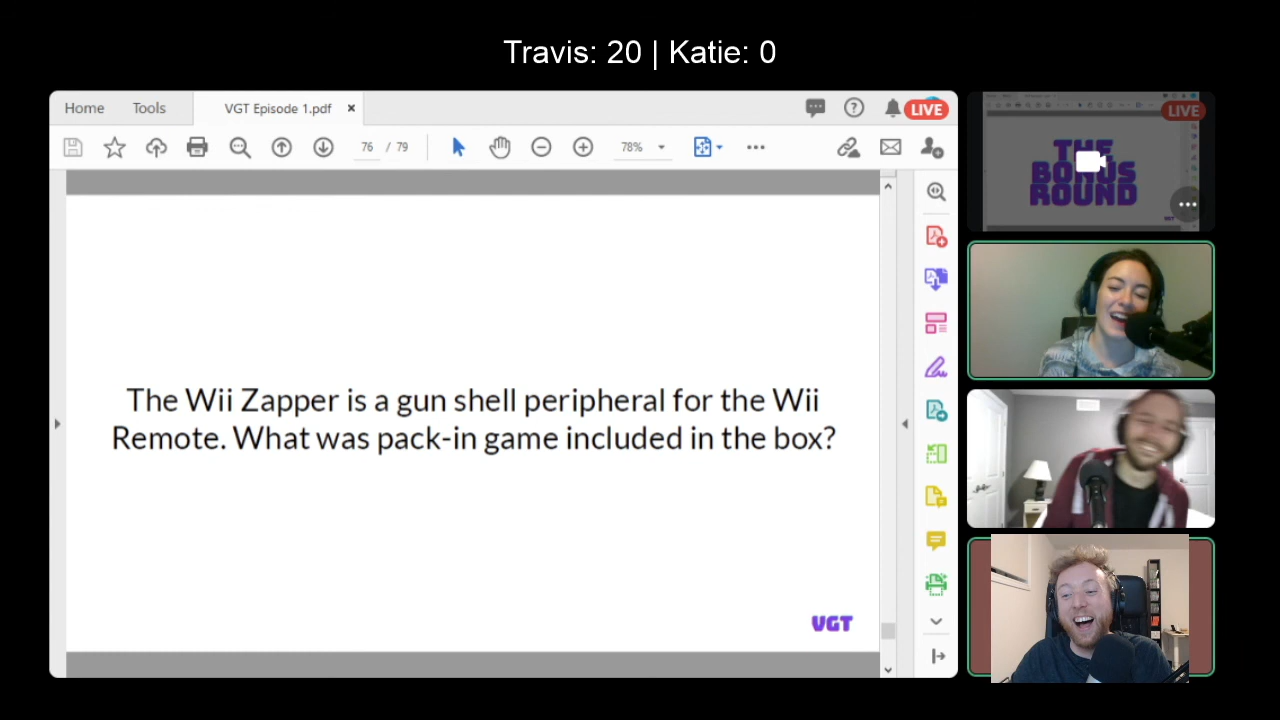 Travis: 20 | Katie: 0
Home
Tools
VGT Episode 1.pdf
LIVE
76 / 79
78%
The Wii Zapper is a gun shell peripheral for the Wii
Remote. What was pack-in game included in the box?
VGT
LIVE
THE
BONUS
ROUND